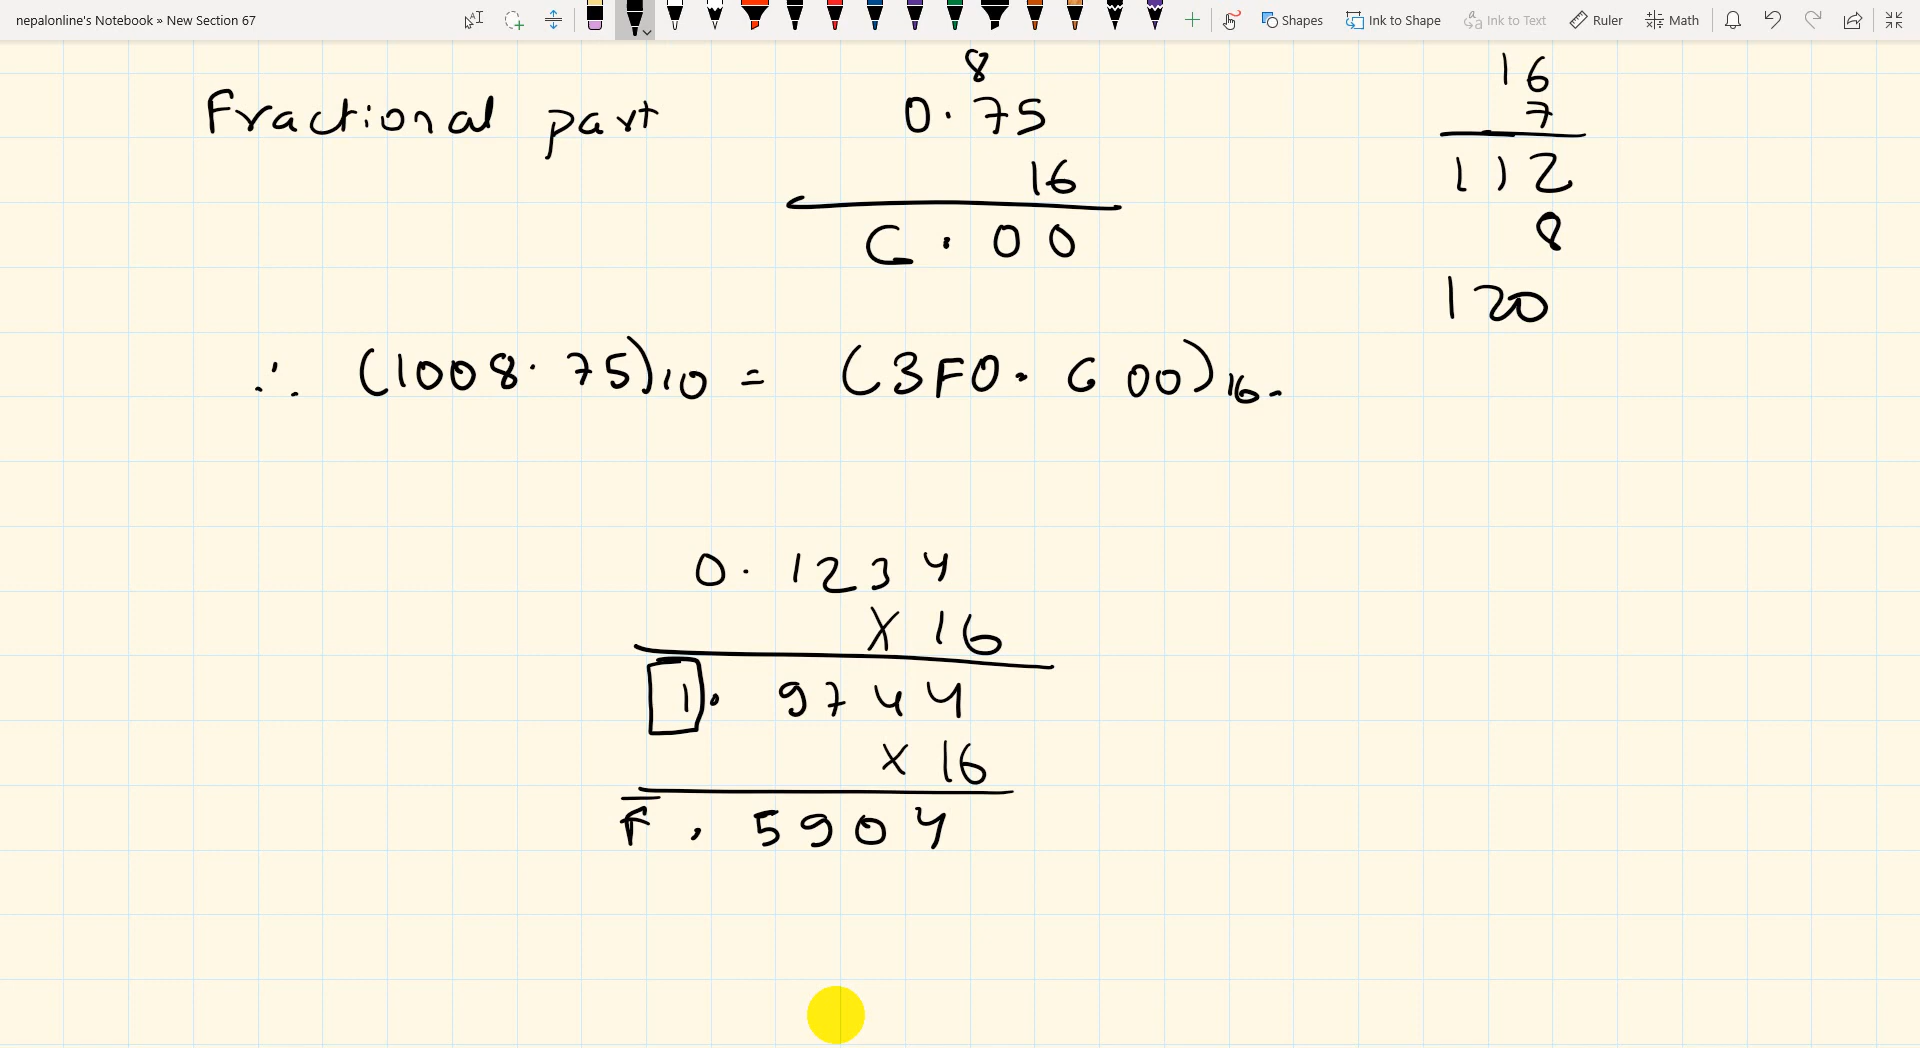 nepalonline's Notebook » New Section 67
Shapes
Ink to Shape
Ink to Text
Ruler
Math
Fractional part
8
0.75
16
C.00
16
7
112
8
120
∴ (1008.75)10 = (3F0.C00)16.
0.1234
X 16
1.9744
X 16
F.5904